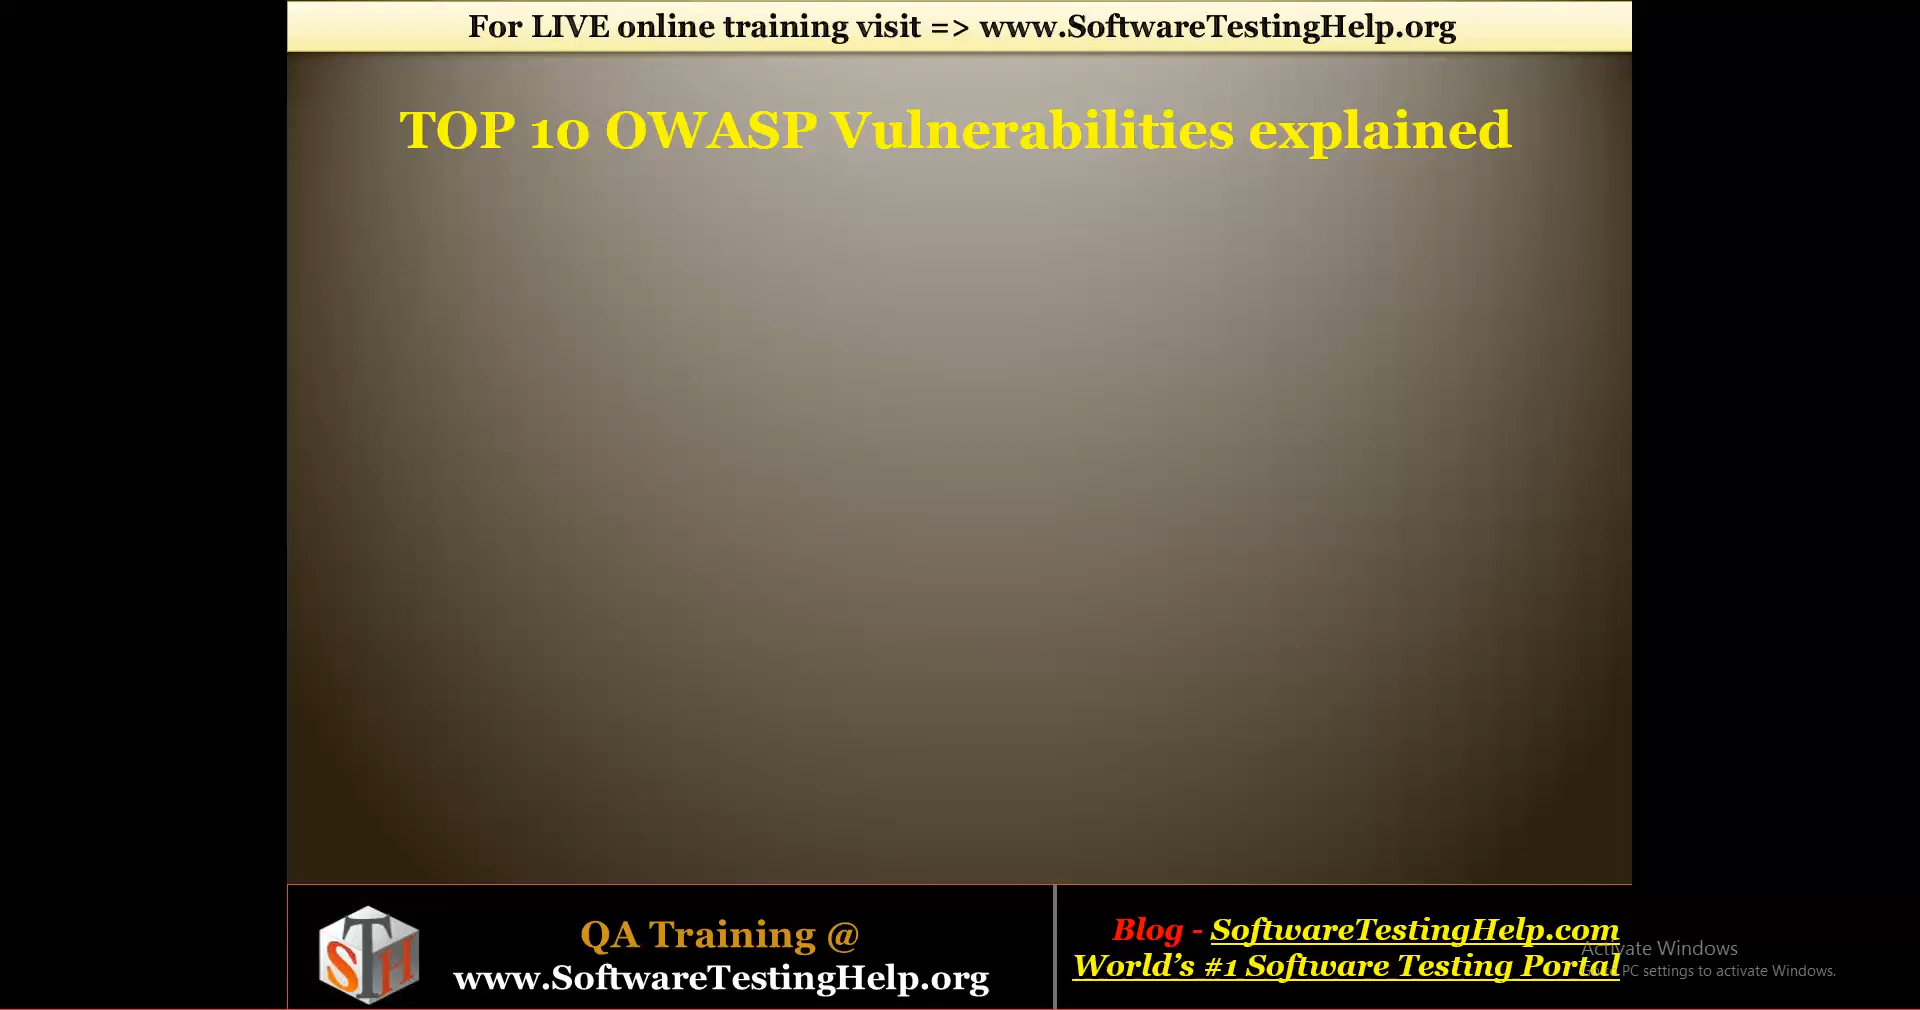 For LIVE online training visit => www.SoftwareTestingHelp.org
TOP 10 OWASP Vulnerabilities explained
STH
QA Training @
www.SoftwareTestingHelp.org
Blog - SoftwareTestingHelp.com
World's #1 Software Testing Portal
Activate Windows
PC settings to activate Windows.